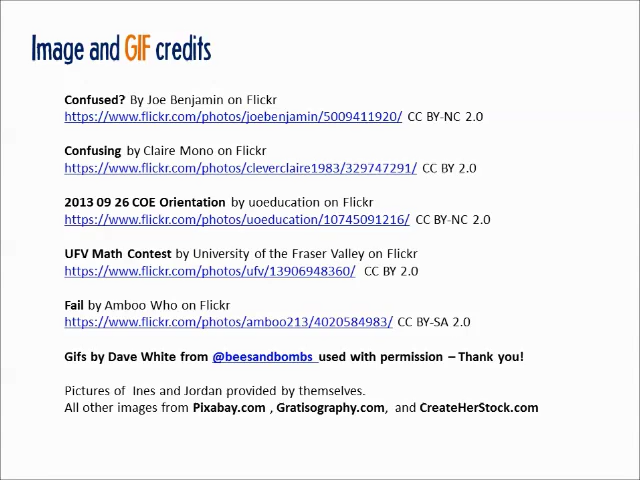 Image and GIF credits
Confused? By Joe Benjamin on Flickr
https://www.flickr.com/photos/joebenjamin/5009411920/ CC BY-NC 2.0
Confusing by Claire Mono on Flickr
https://www.flickr.com/photos/cleverclaire1983/329747291/ CC BY 2.0
2013 09 26 COE Orientation by uoeducation on Flickr
https://www.flickr.com/photos/uoeducation/10745091216/ CC BY-NC 2.0
UFV Math Contest by University of the Fraser Valley on Flickr
https://www.flickr.com/photos/ufv/13906948360/ CC BY 2.0
Fail by Amboo Who on Flickr
https://www.flickr.com/photos/amboo213/4020584983/ CC BY-SA 2.0
Gifs by Dave White from @beesandbombs used with permission – Thank you!
Pictures of Ines and Jordan provided by themselves.
All other images from Pixabay.com , Gratisography.com, and CreateHerStock.com